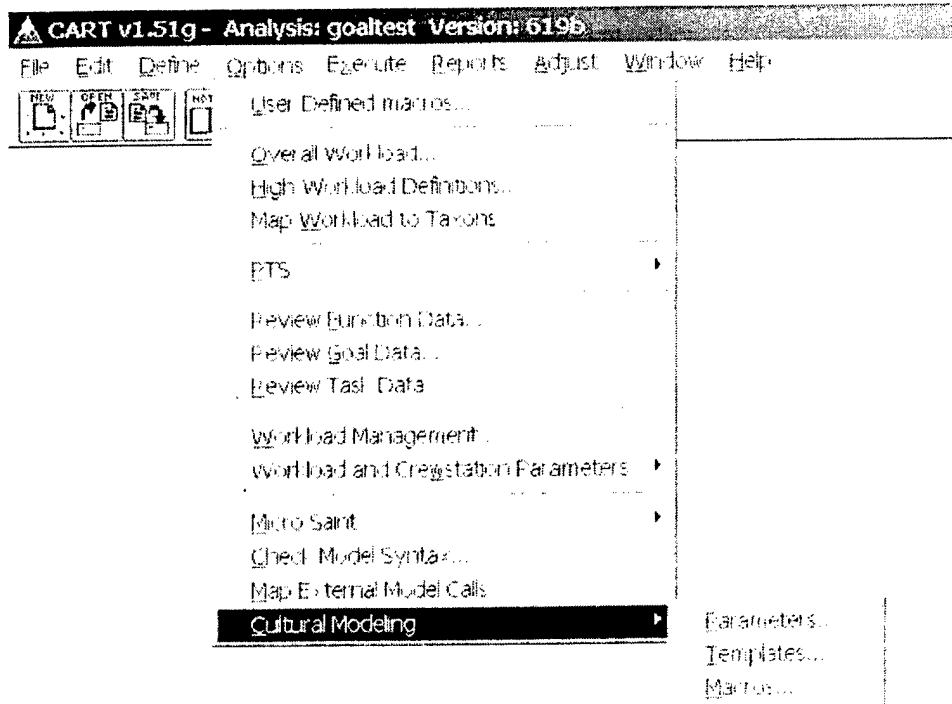 CART v1.51g - Analysis: goaltest Version: 619b
File Edit Define Options Execute Reports Adjust Window Help
NEW OPEN SAVE NOT
User Defined macros...
Overall Workload...
High Workload Definitions...
Map Workload to Taxons
PTS
Review Function Data...
Review Goal Data...
Review Task Data
Workload Management...
Workload and Crewstation Parameters
Micro Saint
Check Model Syntax...
Map External Model Calls
Cultural Modeling
Parameters...
Templates...
Macros...